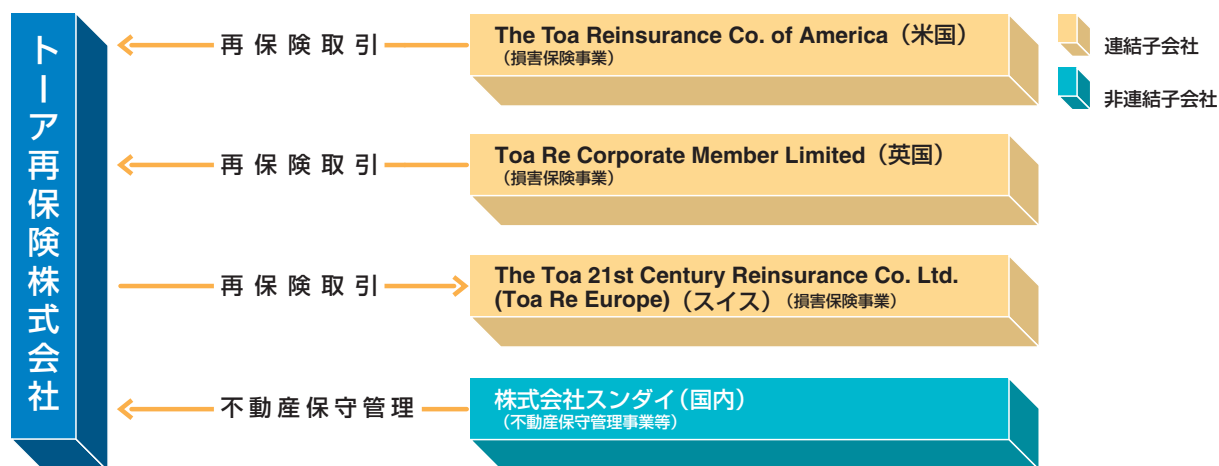 トーア再保険株式会社
再保険取引
The Toa Reinsurance Co. of America（米国）
（損害保険事業）
連結子会社
非連結子会社
再保険取引
Toa Re Corporate Member Limited（英国）
（損害保険事業）
再保険取引
The Toa 21st Century Reinsurance Co. Ltd.
(Toa Re Europe)（スイス）（損害保険事業）
不動産保守管理
株式会社スンダイ（国内）
（不動産保守管理事業等）